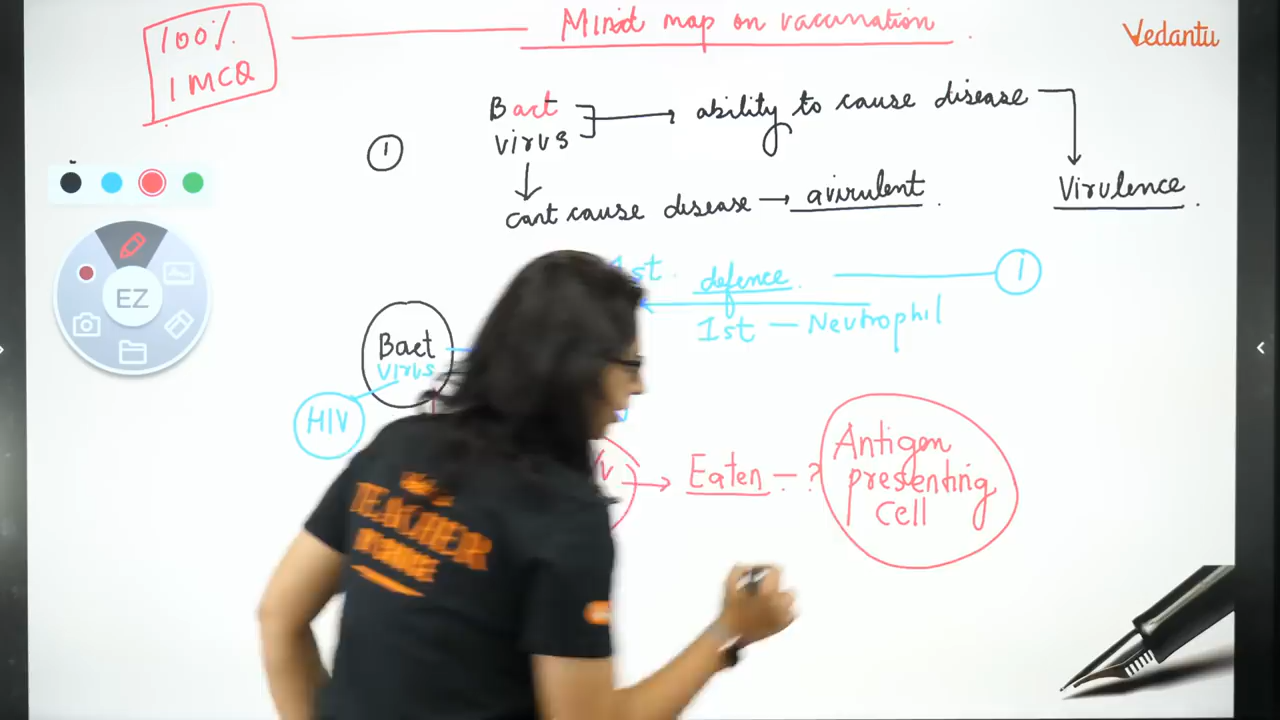 Mind map on vaccination
Vedantu
100%
1 MCQ
Bact
virus
ability to cause disease
1
Virulence
cant cause disease → avirulent
1st defence
1
1st — Neutrophil
Bact
virus
HIV
Eaten — ?
Antigen
presenting
cell
EZ
TEACHER